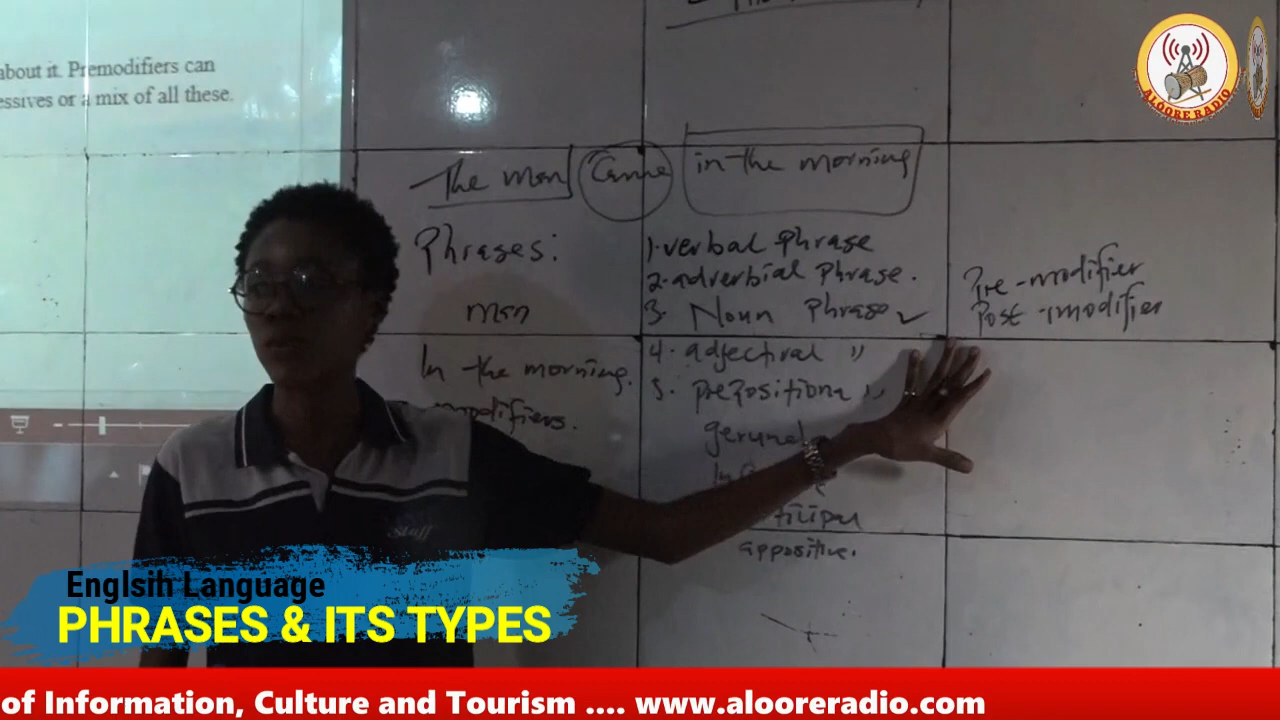 about it. Premodifiers can
essives or a mix of all these.
ALOORE RADIO
The man came in the morning
Phrases:
man
In the morning.
modifiers.
1. verbal Phrase
2. adverbial Phrase.
3. Noun Phrase ✓
4. adjectival "
5. prepositiona "
gerund
appositive.
Pre-modifier
Post-modifier
Staff
Englsih Language
PHRASES & ITS TYPES
of Information, Culture and Tourism .... www.alooreradio.com